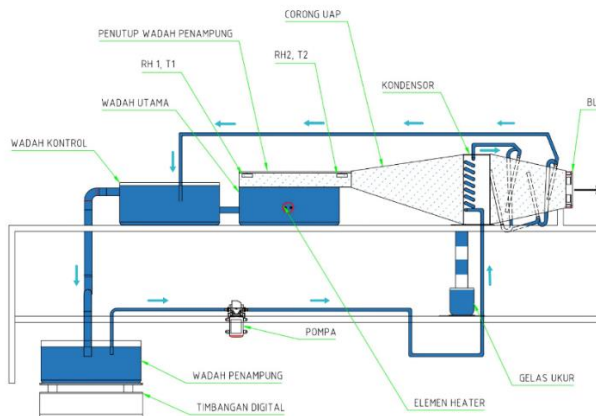 CORONG UAP
PENUTUP WADAH PENAMPUNG
RH 1, T1
RH2, T2
KONDENSOR
WADAH UTAMA
BL
WADAH KONTROL
POMPA
GELAS UKUR
WADAH PENAMPUNG
ELEMEN HEATER
TIMBANGAN DIGITAL